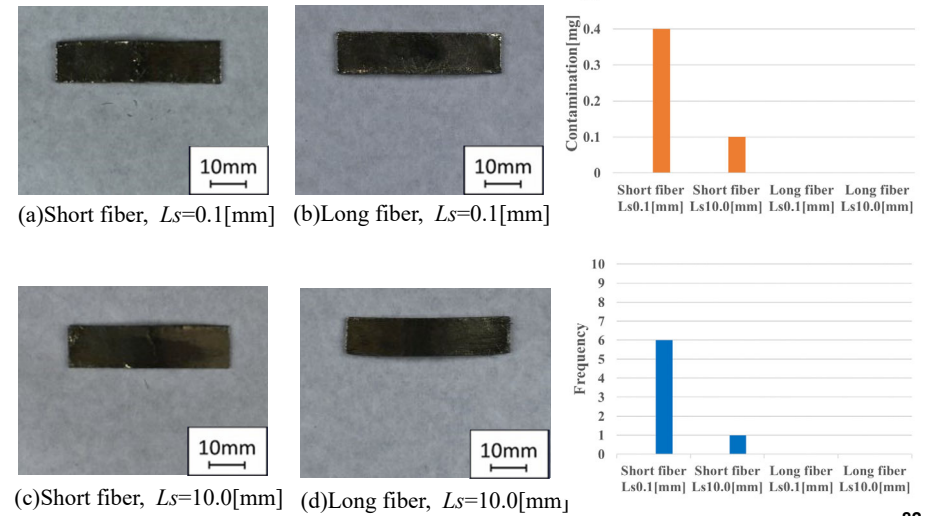 10mm
(a)Short fiber, Ls=0.1[mm]
10mm
(b)Long fiber, Ls=0.1[mm]
Contamination[mg]
0.4
0.3
0.2
0.1
0
Short fiber Short fiber Long fiber Long fiber
Ls0.1[mm] Ls10.0[mm] Ls0.1[mm] Ls10.0[mm]
10mm
(c)Short fiber, Ls=10.0[mm]
10mm
(d)Long fiber, Ls=10.0[mm]
Frequency
10
9
8
7
6
5
4
3
2
1
0
Short fiber Short fiber Long fiber Long fiber
Ls0.1[mm] Ls10.0[mm] Ls0.1[mm] Ls10.0[mm]